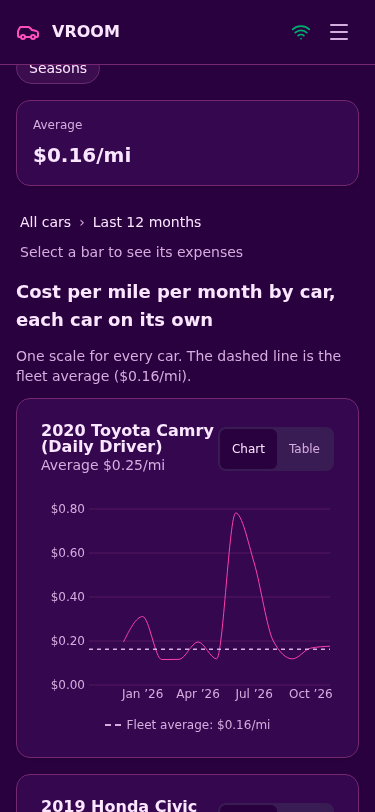 VROOM
Seasons
Average
$0.16/mi
All cars › Last 12 months
Select a bar to see its expenses
Cost per mile per month by car,
each car on its own
One scale for every car. The dashed line is the
fleet average ($0.16/mi).
2020 Toyota Camry
(Daily Driver)
Average $0.25/mi
Chart
Table
$0.80
$0.60
$0.40
$0.20
$0.00
Jan ’26 Apr ’26 Jul ’26 Oct ’26
Fleet average: $0.16/mi
2019 Honda Civic